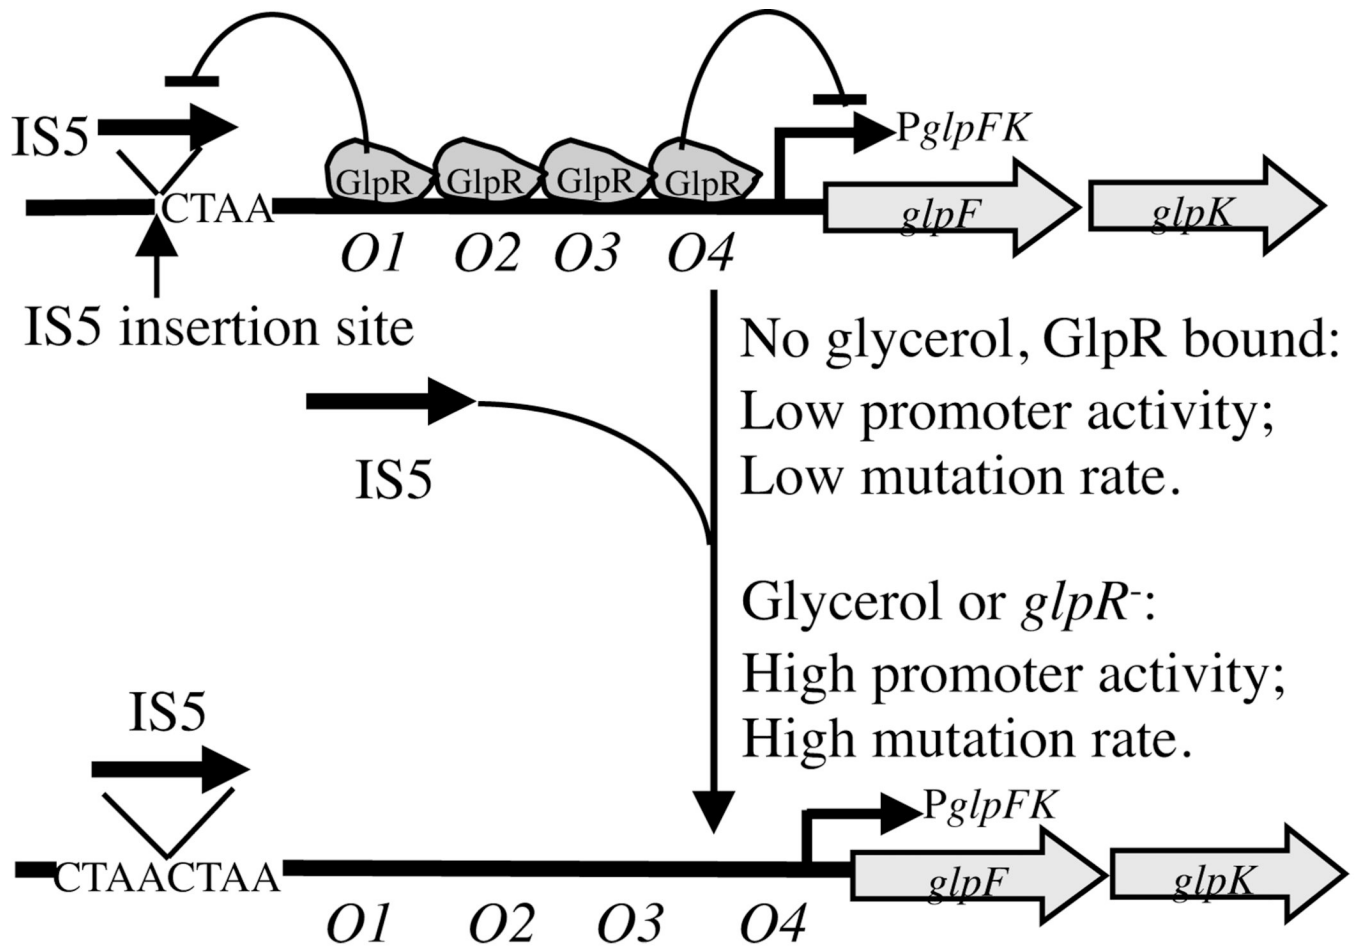 IS5
PglpFK
CTAA
GlpR
GlpR
GlpR
GlpR
glpF
glpK
O1
O2
O3
O4
IS5 insertion site
No glycerol, GlpR bound:
Low promoter activity;
Low mutation rate.
IS5
Glycerol or glpR-:
High promoter activity;
High mutation rate.
IS5
PglpFK
CTAACTAA
glpF
glpK
O1
O2
O3
O4